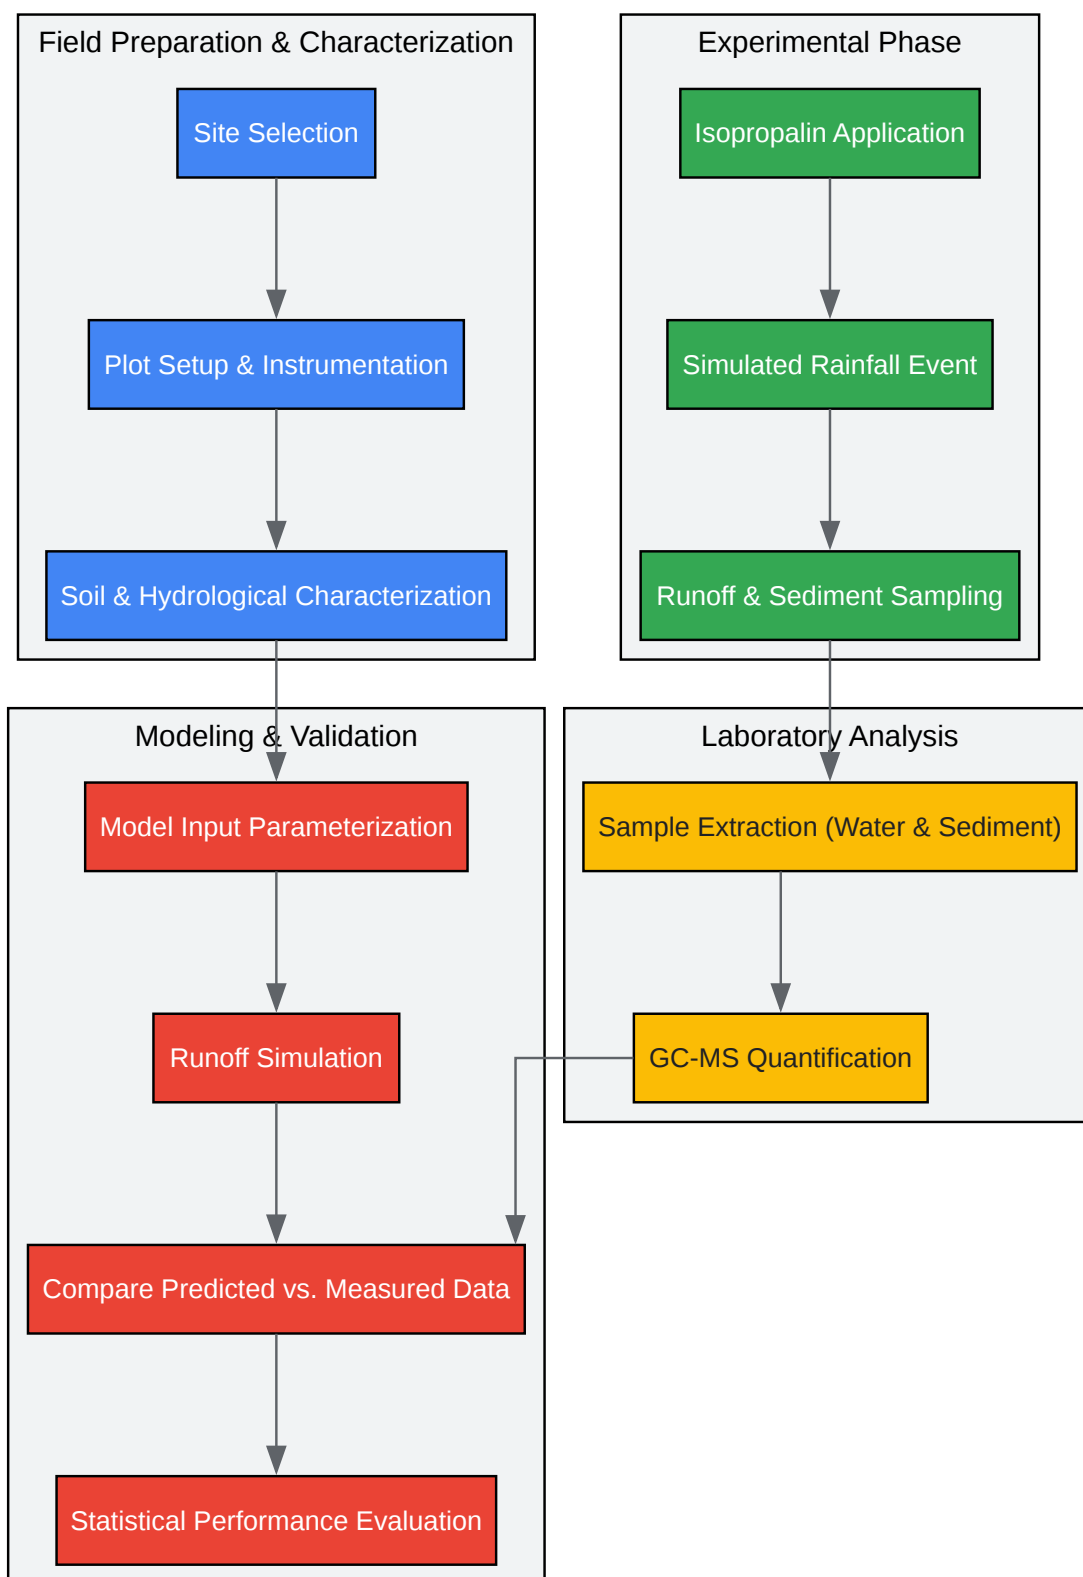 Field Preparation & Characterization
Site Selection
Plot Setup & Instrumentation
Soil & Hydrological Characterization
Experimental Phase
Isopropalin Application
Simulated Rainfall Event
Runoff & Sediment Sampling
Modeling & Validation
Model Input Parameterization
Runoff Simulation
Compare Predicted vs. Measured Data
Statistical Performance Evaluation
Laboratory Analysis
Sample Extraction (Water & Sediment)
GC-MS Quantification